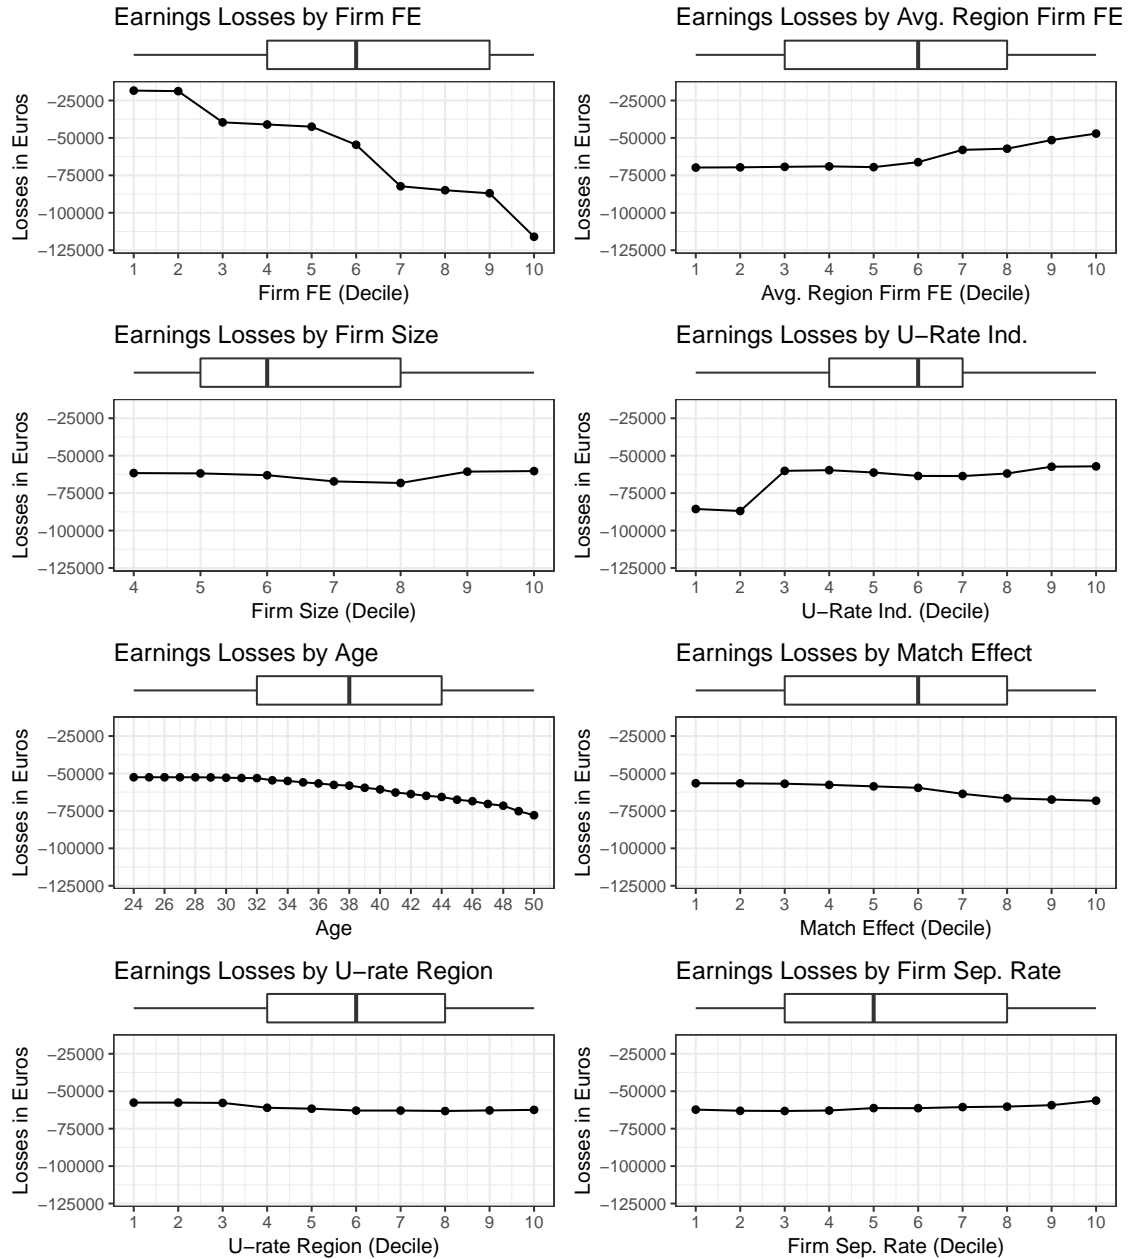 Earnings Losses by Firm FE
Losses in Euros
−25000
−50000
−75000
−100000
−125000
1 2 3 4 5 6 7 8 9 10
Firm FE (Decile)
Earnings Losses by Avg. Region Firm FE
Losses in Euros
−25000
−50000
−75000
−100000
−125000
1 2 3 4 5 6 7 8 9 10
Avg. Region Firm FE (Decile)
Earnings Losses by Firm Size
Losses in Euros
−25000
−50000
−75000
−100000
−125000
4 5 6 7 8 9 10
Firm Size (Decile)
Earnings Losses by U−Rate Ind.
Losses in Euros
−25000
−50000
−75000
−100000
−125000
1 2 3 4 5 6 7 8 9 10
U−Rate Ind. (Decile)
Earnings Losses by Age
Losses in Euros
−25000
−50000
−75000
−100000
−125000
24 26 28 30 32 34 36 38 40 42 44 46 48 50
Age
Earnings Losses by Match Effect
Losses in Euros
−25000
−50000
−75000
−100000
−125000
1 2 3 4 5 6 7 8 9 10
Match Effect (Decile)
Earnings Losses by U−rate Region
Losses in Euros
−25000
−50000
−75000
−100000
−125000
1 2 3 4 5 6 7 8 9 10
U−rate Region (Decile)
Earnings Losses by Firm Sep. Rate
Losses in Euros
−25000
−50000
−75000
−100000
−125000
1 2 3 4 5 6 7 8 9 10
Firm Sep. Rate (Decile)